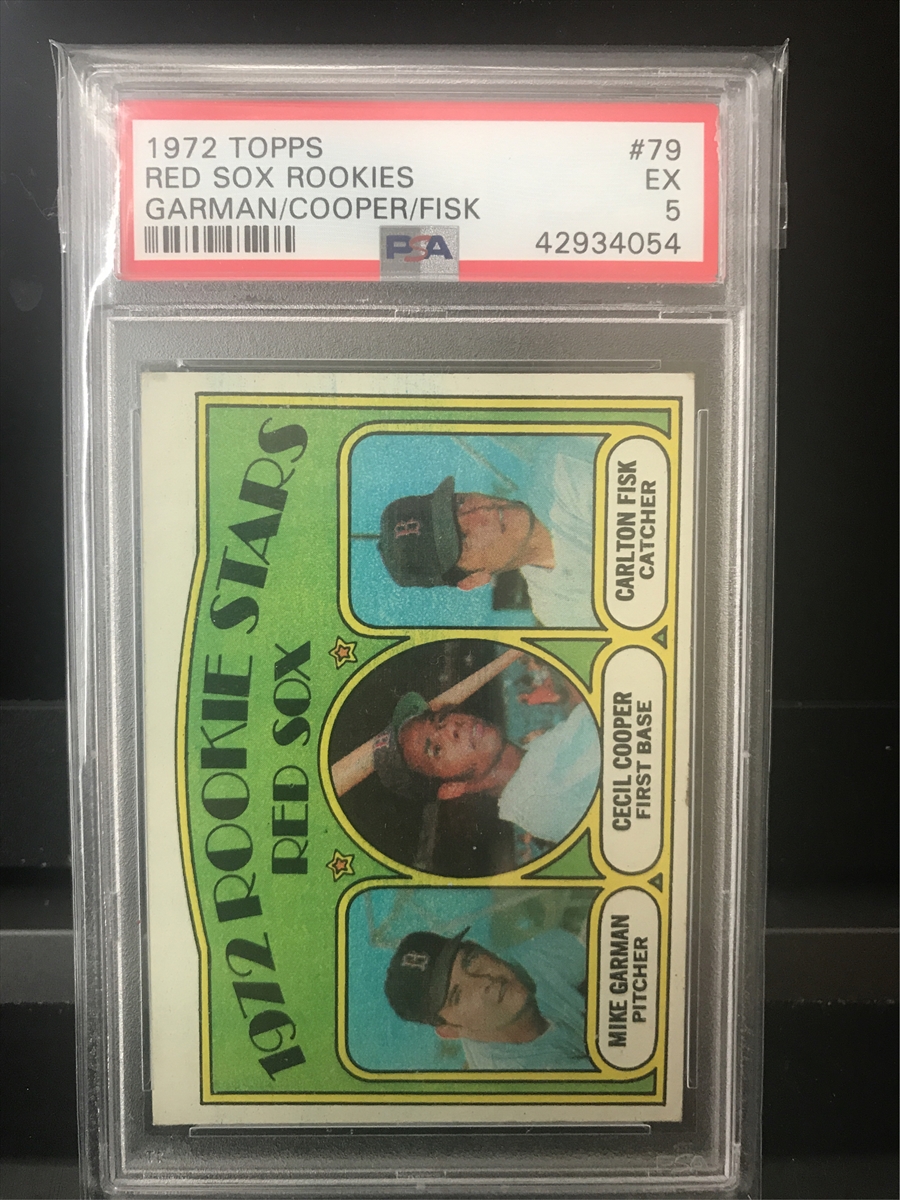 1972 TOPPS #79
RED SOX ROOKIES EX
GARMAN/COOPER/FISK 5
PSA 42934054
1972 ROOKIE STARS
RED SOX
MIKE GARMAN
PITCHER
CECIL COOPER
FIRST BASE
CARLTON FISK
CATCHER
B
B
B
PSA